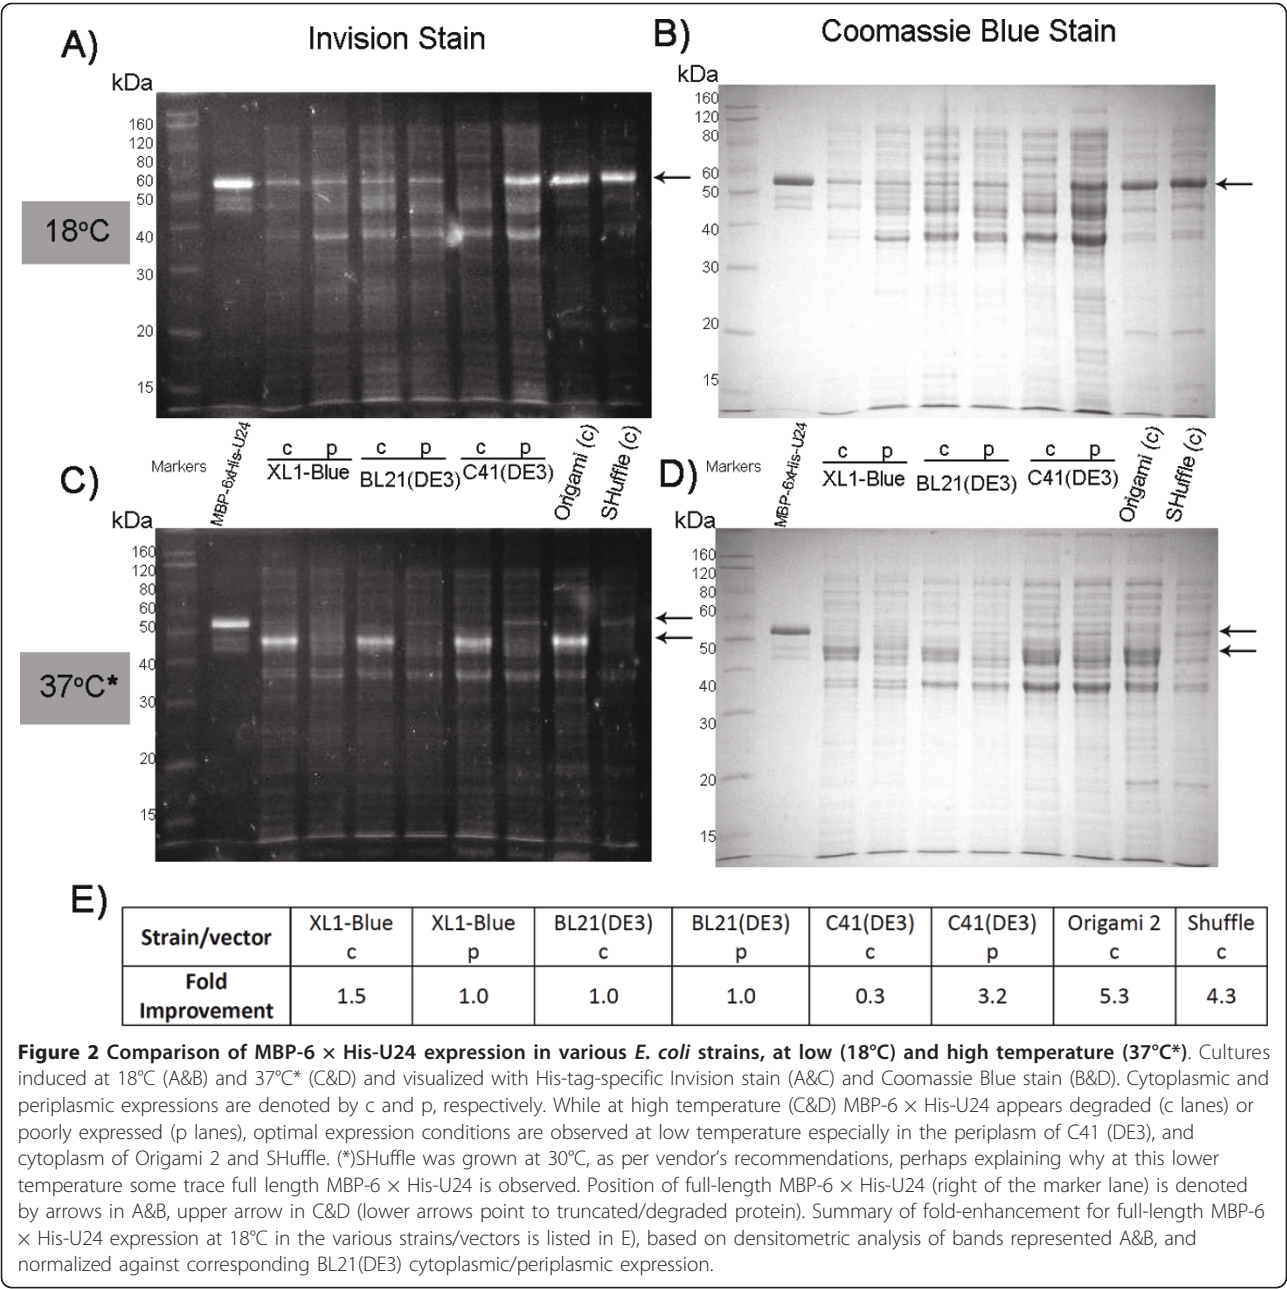 A)
Invision Stain
B)
Coomassie Blue Stain
kDa
160
120
80
60
50
40
30
20
15
kDa
160
120
80
60
50
40
30
20
15
18°C
Markers
MBP-6xHis-U24
c p
XL1-Blue
c p
BL21(DE3)
c p
C41(DE3)
Origami (c)
SHuffle (c)
Markers
MBP-6xHis-U24
c p
XL1-Blue
c p
BL21(DE3)
c p
C41(DE3)
Origami (c)
SHuffle (c)
C)
kDa
160
120
80
60
50
40
30
20
15
D)
kDa
160
120
80
60
50
40
30
20
15
37°C*
E)
Strain/vector XL1-Blue c XL1-Blue p BL21(DE3) c BL21(DE3) p C41(DE3) c C41(DE3) p Origami 2 c Shuffle c
Fold Improvement 1.5 1.0 1.0 1.0 0.3 3.2 5.3 4.3
Figure 2 Comparison of MBP-6 × His-U24 expression in various E. coli strains, at low (18°C) and high temperature (37°C*). Cultures
induced at 18°C (A&B) and 37°C* (C&D) and visualized with His-tag-specific Invision stain (A&C) and Coomassie Blue stain (B&D). Cytoplasmic and
periplasmic expressions are denoted by c and p, respectively. While at high temperature (C&D) MBP-6 × His-U24 appears degraded (c lanes) or
poorly expressed (p lanes), optimal expression conditions are observed at low temperature especially in the periplasm of C41 (DE3), and
cytoplasm of Origami 2 and SHuffle. (*)SHuffle was grown at 30°C, as per vendor's recommendations, perhaps explaining why at this lower
temperature some trace full length MBP-6 × His-U24 is observed. Position of full-length MBP-6 × His-U24 (right of the marker lane) is denoted
by arrows in A&B, upper arrow in C&D (lower arrows point to truncated/degraded protein). Summary of fold-enhancement for full-length MBP-6
× His-U24 expression at 18°C in the various strains/vectors is listed in E), based on densitometric analysis of bands represented A&B, and
normalized against corresponding BL21(DE3) cytoplasmic/periplasmic expression.